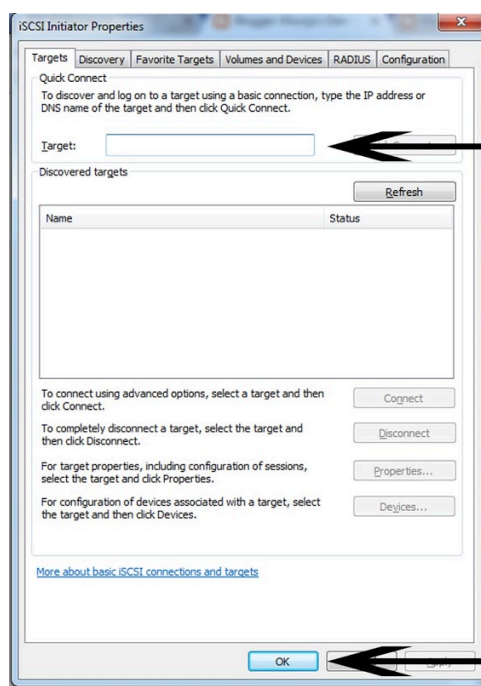 iSCSI Initiator Properties
Targets Discovery Favorite Targets Volumes and Devices RADIUS Configuration
Quick Connect
To discover and log on to a target using a basic connection, type the IP address or
DNS name of the target and then click Quick Connect.
Target:
Discovered targets
Refresh
Name Status
To connect using advanced options, select a target and then
click Connect.
Connect
To completely disconnect a target, select the target and
then click Disconnect.
Disconnect
For target properties, including configuration of sessions,
select the target and click Properties.
Properties...
For configuration of devices associated with a target, select
the target and then click Devices.
Devices...
More about basic iSCSI connections and targets
OK